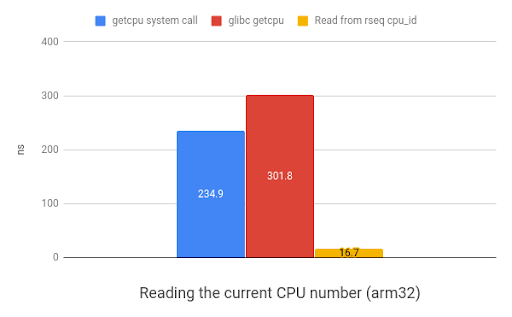 getcpu system call glibc getcpu Read from rseq cpu_id
400
300
200
100
0
ns
234.9
301.8
16.7
Reading the current CPU number (arm32)